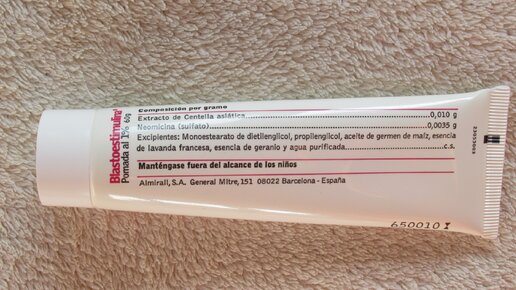 Blastoestimulina
Pomada al 1% 60g
Composición por gramo
Extracto de Centella asiática 0,010 g
Neomicina (sulfato) 0,0035 g
Excipientes: Monoestearato de dietilenglicol, propilenglicol, aceite de germen de maíz, esencia
de lavanda francesa, esencia de geranio y agua purificada c.s.
Manténgase fuera del alcance de los niños
Almirall, S.A. General Mitre, 151 08022 Barcelona - España